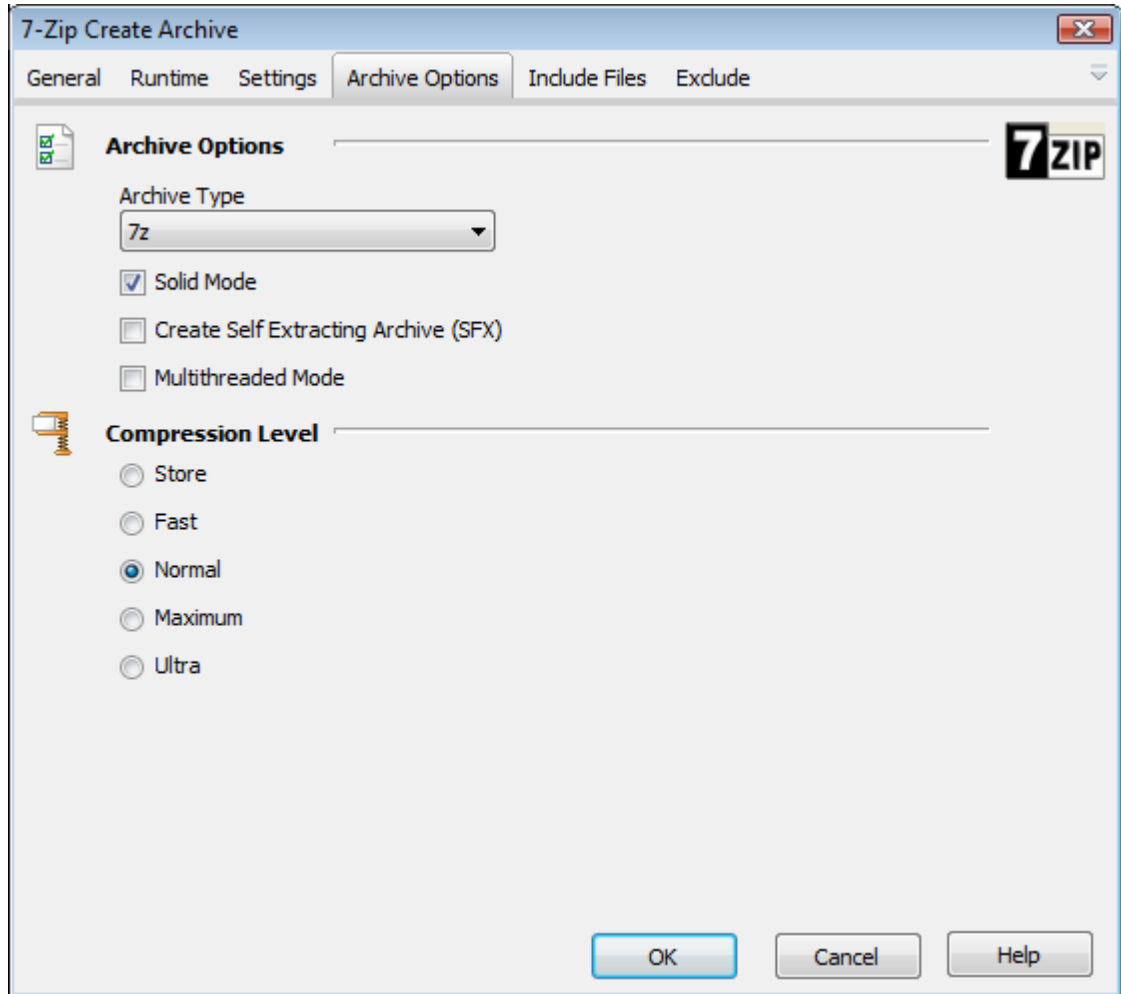 7-Zip Create Archive
General Runtime Settings Archive Options Include Files Exclude
Archive Options
7ZIP
Archive Type
7z
Solid Mode
Create Self Extracting Archive (SFX)
Multithreaded Mode
Compression Level
Store
Fast
Normal
Maximum
Ultra
OK Cancel Help